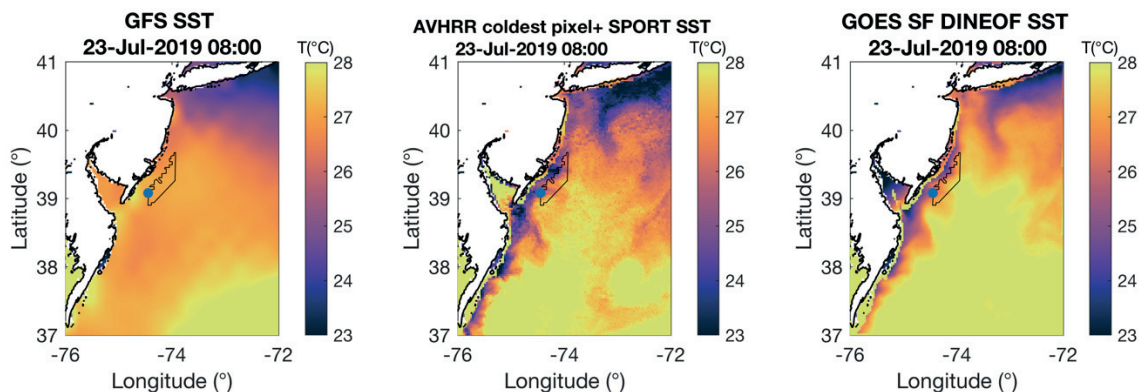 GFS SST
23-Jul-2019 08:00
T(°C)
41
40
39
38
37
-76
-74
-72
Latitude (°)
Longitude (°)
28
27
26
25
24
23
AVHRR coldest pixel+ SPORT SST
23-Jul-2019 08:00
T(°C)
41
40
39
38
37
-76
-74
-72
Latitude (°)
Longitude (°)
28
27
26
25
24
23
GOES SF DINEOF SST
23-Jul-2019 08:00
T(°C)
41
40
39
38
37
-76
-74
-72
Latitude (°)
Longitude (°)
28
27
26
25
24
23